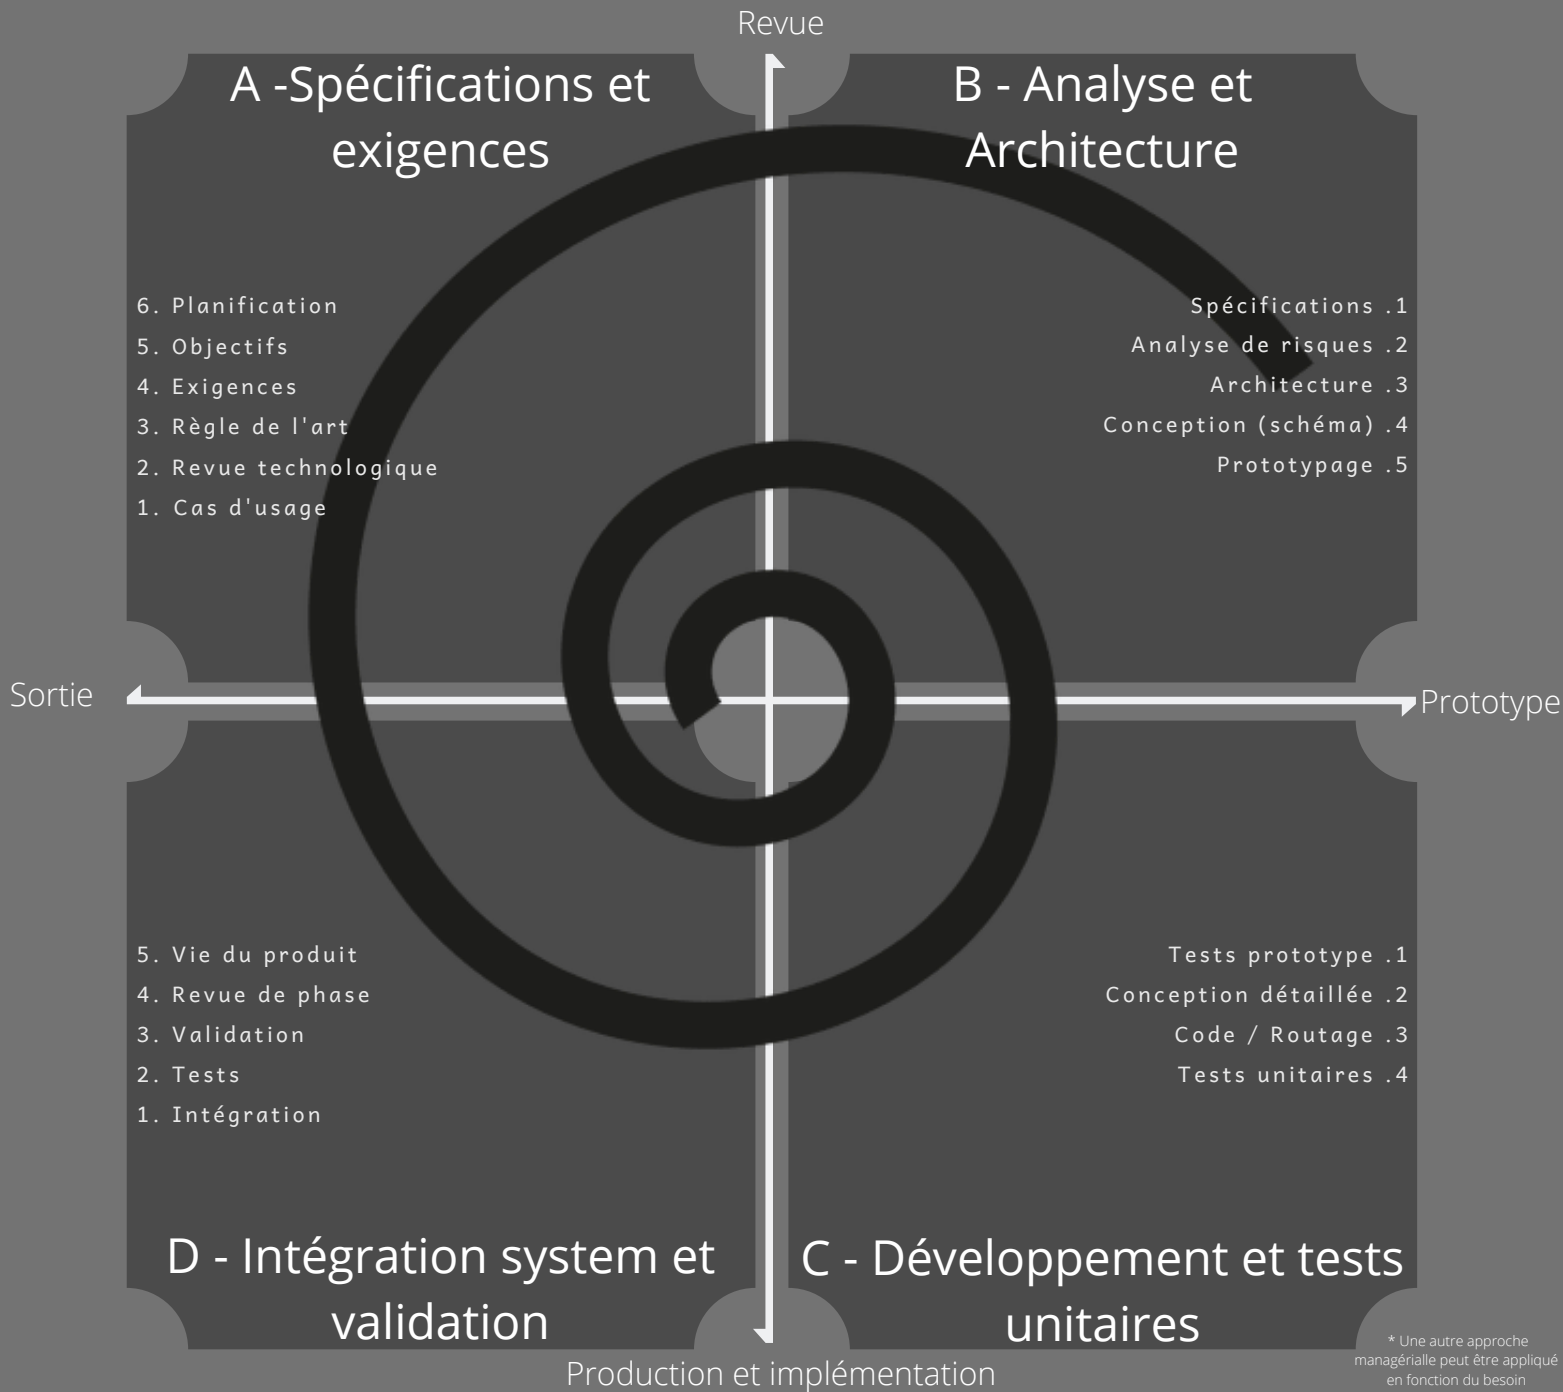 Revue
A -Spécifications et
exigences
B - Analyse et
Architecture
6. Planification
5. Objectifs
4. Exigences
3. Règle de l'art
2. Revue technologique
1. Cas d'usage
Spécifications .1
Analyse de risques .2
Architecture .3
Conception (schéma) .4
Prototypage .5
Sortie
Prototype
5. Vie du produit
4. Revue de phase
3. Validation
2. Tests
1. Intégration
Tests prototype .1
Conception détaillée .2
Code / Routage .3
Tests unitaires .4
D - Intégration system et
validation
C - Développement et tests
unitaires
Production et implémentation
* Une autre approche
managérialle peut être appliqué
en fonction du besoin